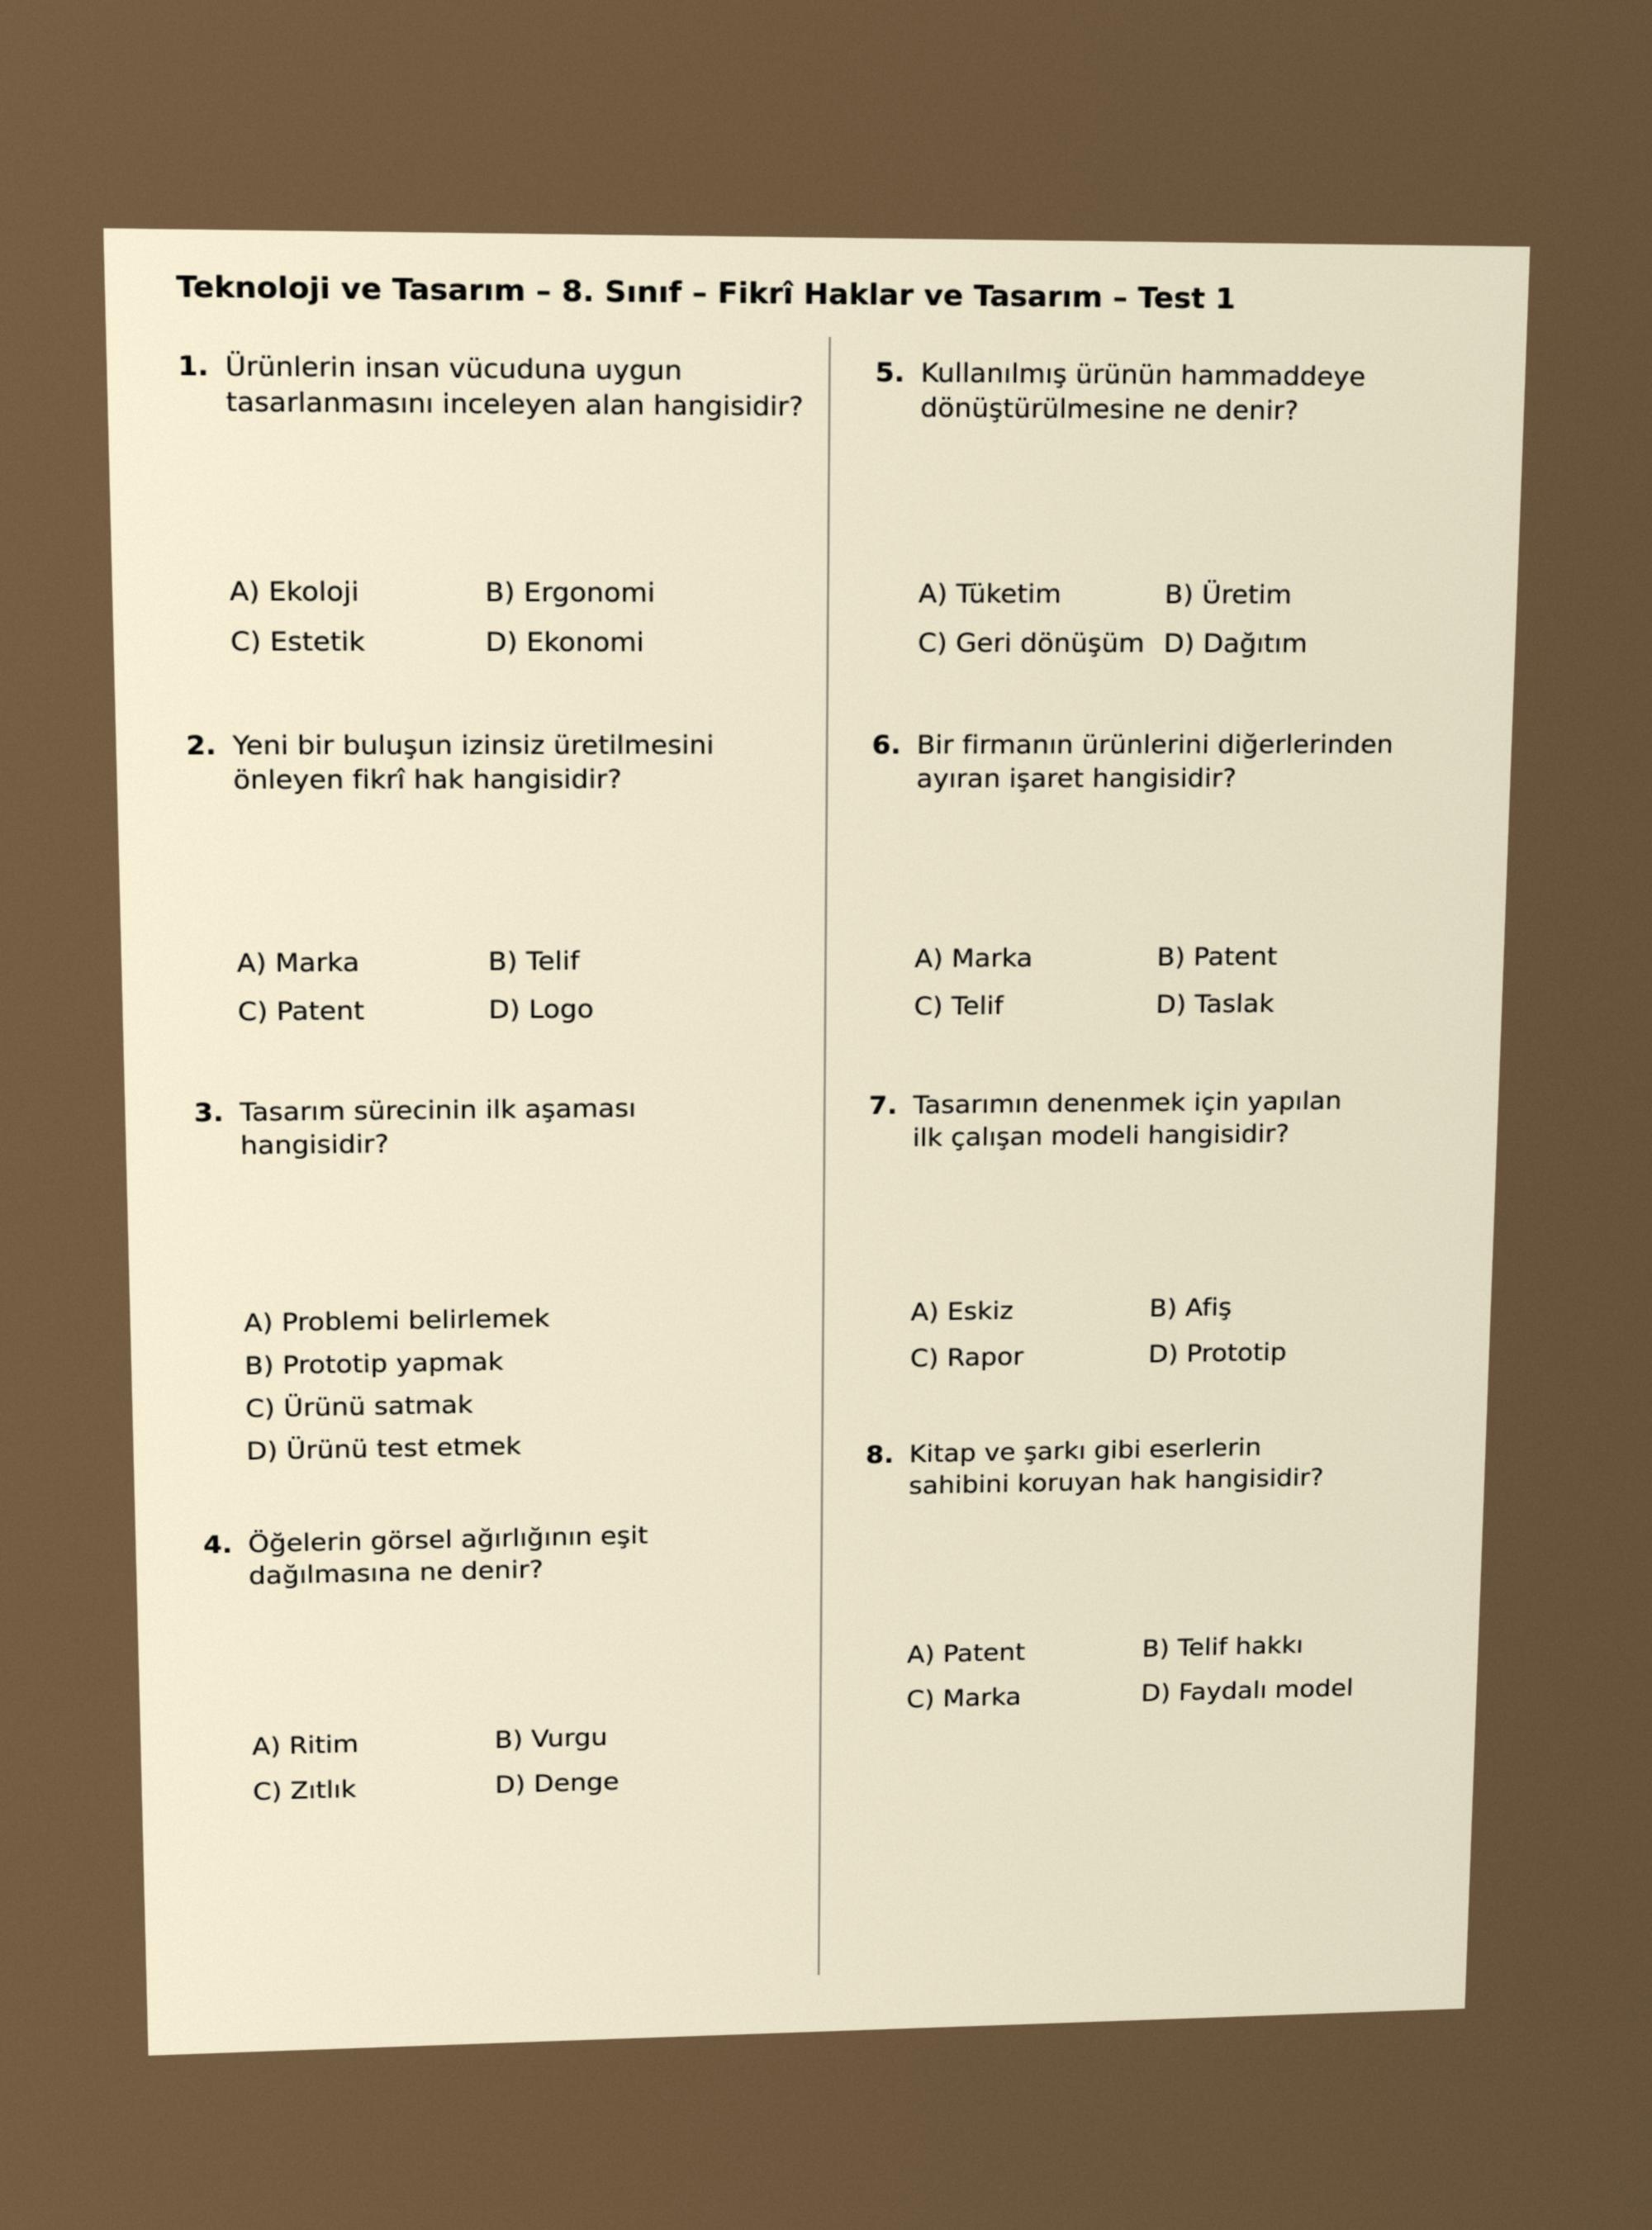 Teknoloji ve Tasarım – 8. Sınıf – Fikrî Haklar ve Tasarım – Test 1
1. Ürünlerin insan vücuduna uygun
tasarlanmasını inceleyen alan hangisidir?
A) Ekoloji B) Ergonomi
C) Estetik D) Ekonomi
2. Yeni bir buluşun izinsiz üretilmesini
önleyen fikrî hak hangisidir?
A) Marka B) Telif
C) Patent D) Logo
3. Tasarım sürecinin ilk aşaması
hangisidir?
A) Problemi belirlemek
B) Prototip yapmak
C) Ürünü satmak
D) Ürünü test etmek
4. Öğelerin görsel ağırlığının eşit
dağılmasına ne denir?
A) Ritim B) Vurgu
C) Zıtlık D) Denge
5. Kullanılmış ürünün hammaddeye
dönüştürülmesine ne denir?
A) Tüketim B) Üretim
C) Geri dönüşüm D) Dağıtım
6. Bir firmanın ürünlerini diğerlerinden
ayıran işaret hangisidir?
A) Marka B) Patent
C) Telif D) Taslak
7. Tasarımın denenmek için yapılan
ilk çalışan modeli hangisidir?
A) Eskiz B) Afiş
C) Rapor D) Prototip
8. Kitap ve şarkı gibi eserlerin
sahibini koruyan hak hangisidir?
A) Patent B) Telif hakkı
C) Marka D) Faydalı model